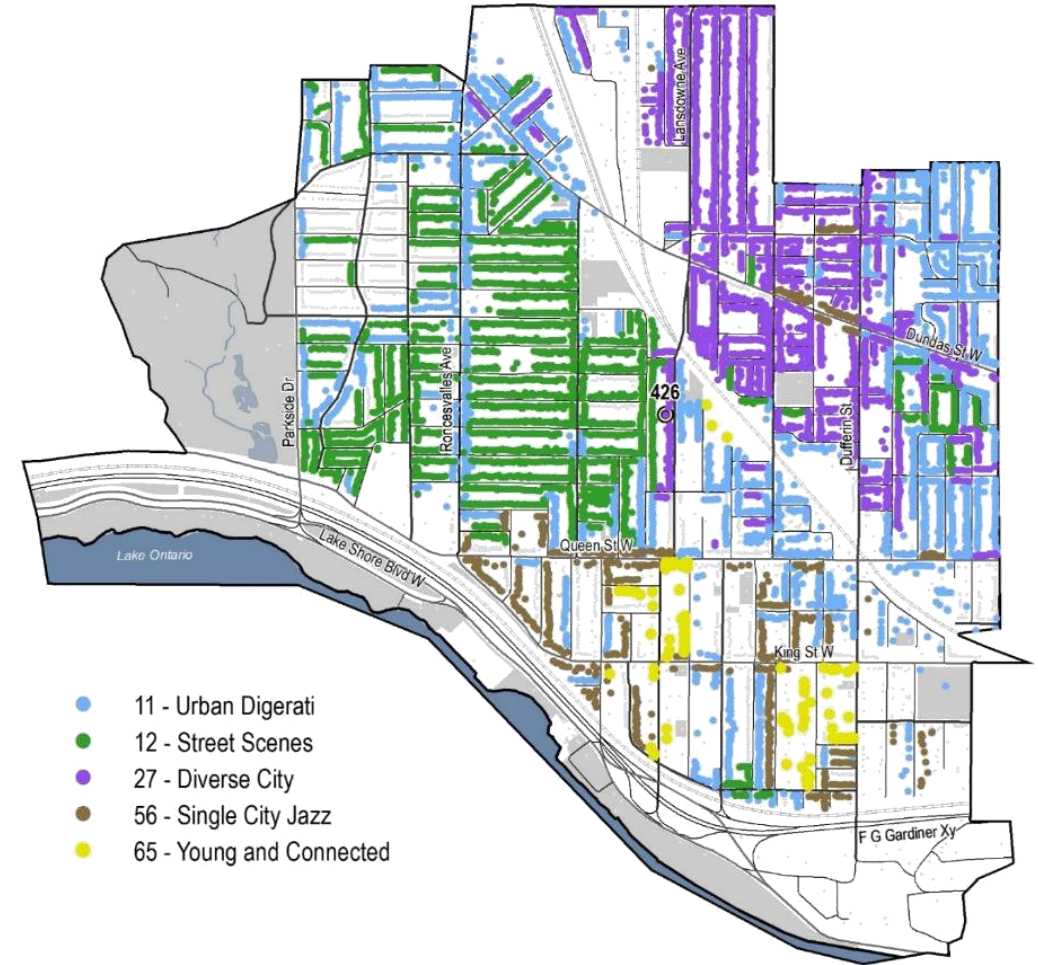 Lansdowne Ave
Dundas St W
Roncesvalles Ave
Parkside Dr
426
Dufferin St
Queen St W
Lake Ontario
Lake Shore Blvd W
King St W
11 - Urban Digerati
12 - Street Scenes
27 - Diverse City
56 - Single City Jazz
65 - Young and Connected
F G Gardiner Xy